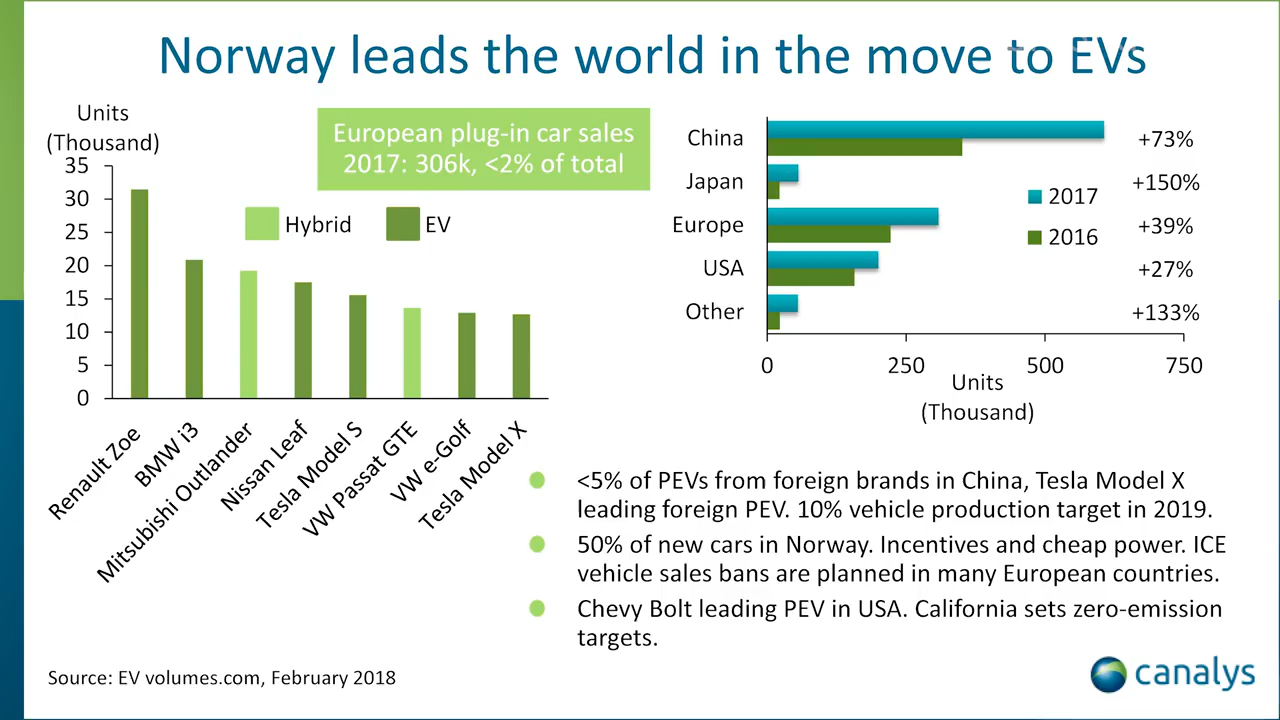 Norway leads the world in the move to EVs
Units
(Thousand)
35
30
25
20
15
10
5
0
European plug-in car sales
2017: 306k, <2% of total
Hybrid
EV
Renault Zoe
BMW i3
Mitsubishi Outlander
Nissan Leaf
Tesla Model S
VW Passat GTE
VW e-Golf
Tesla Model X
China
Japan
Europe
USA
Other
2017
2016
+73%
+150%
+39%
+27%
+133%
0
250
500
750
Units
(Thousand)
<5% of PEVs from foreign brands in China, Tesla Model X
leading foreign PEV. 10% vehicle production target in 2019.
50% of new cars in Norway. Incentives and cheap power. ICE
vehicle sales bans are planned in many European countries.
Chevy Bolt leading PEV in USA. California sets zero-emission
targets.
Source: EV volumes.com, February 2018
canalys